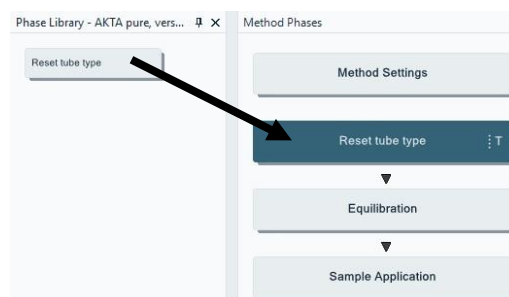 Phase Library - AKTA pure, vers...
Reset tube type
Method Phases
Method Settings
Reset tube type
T
Equilibration
Sample Application